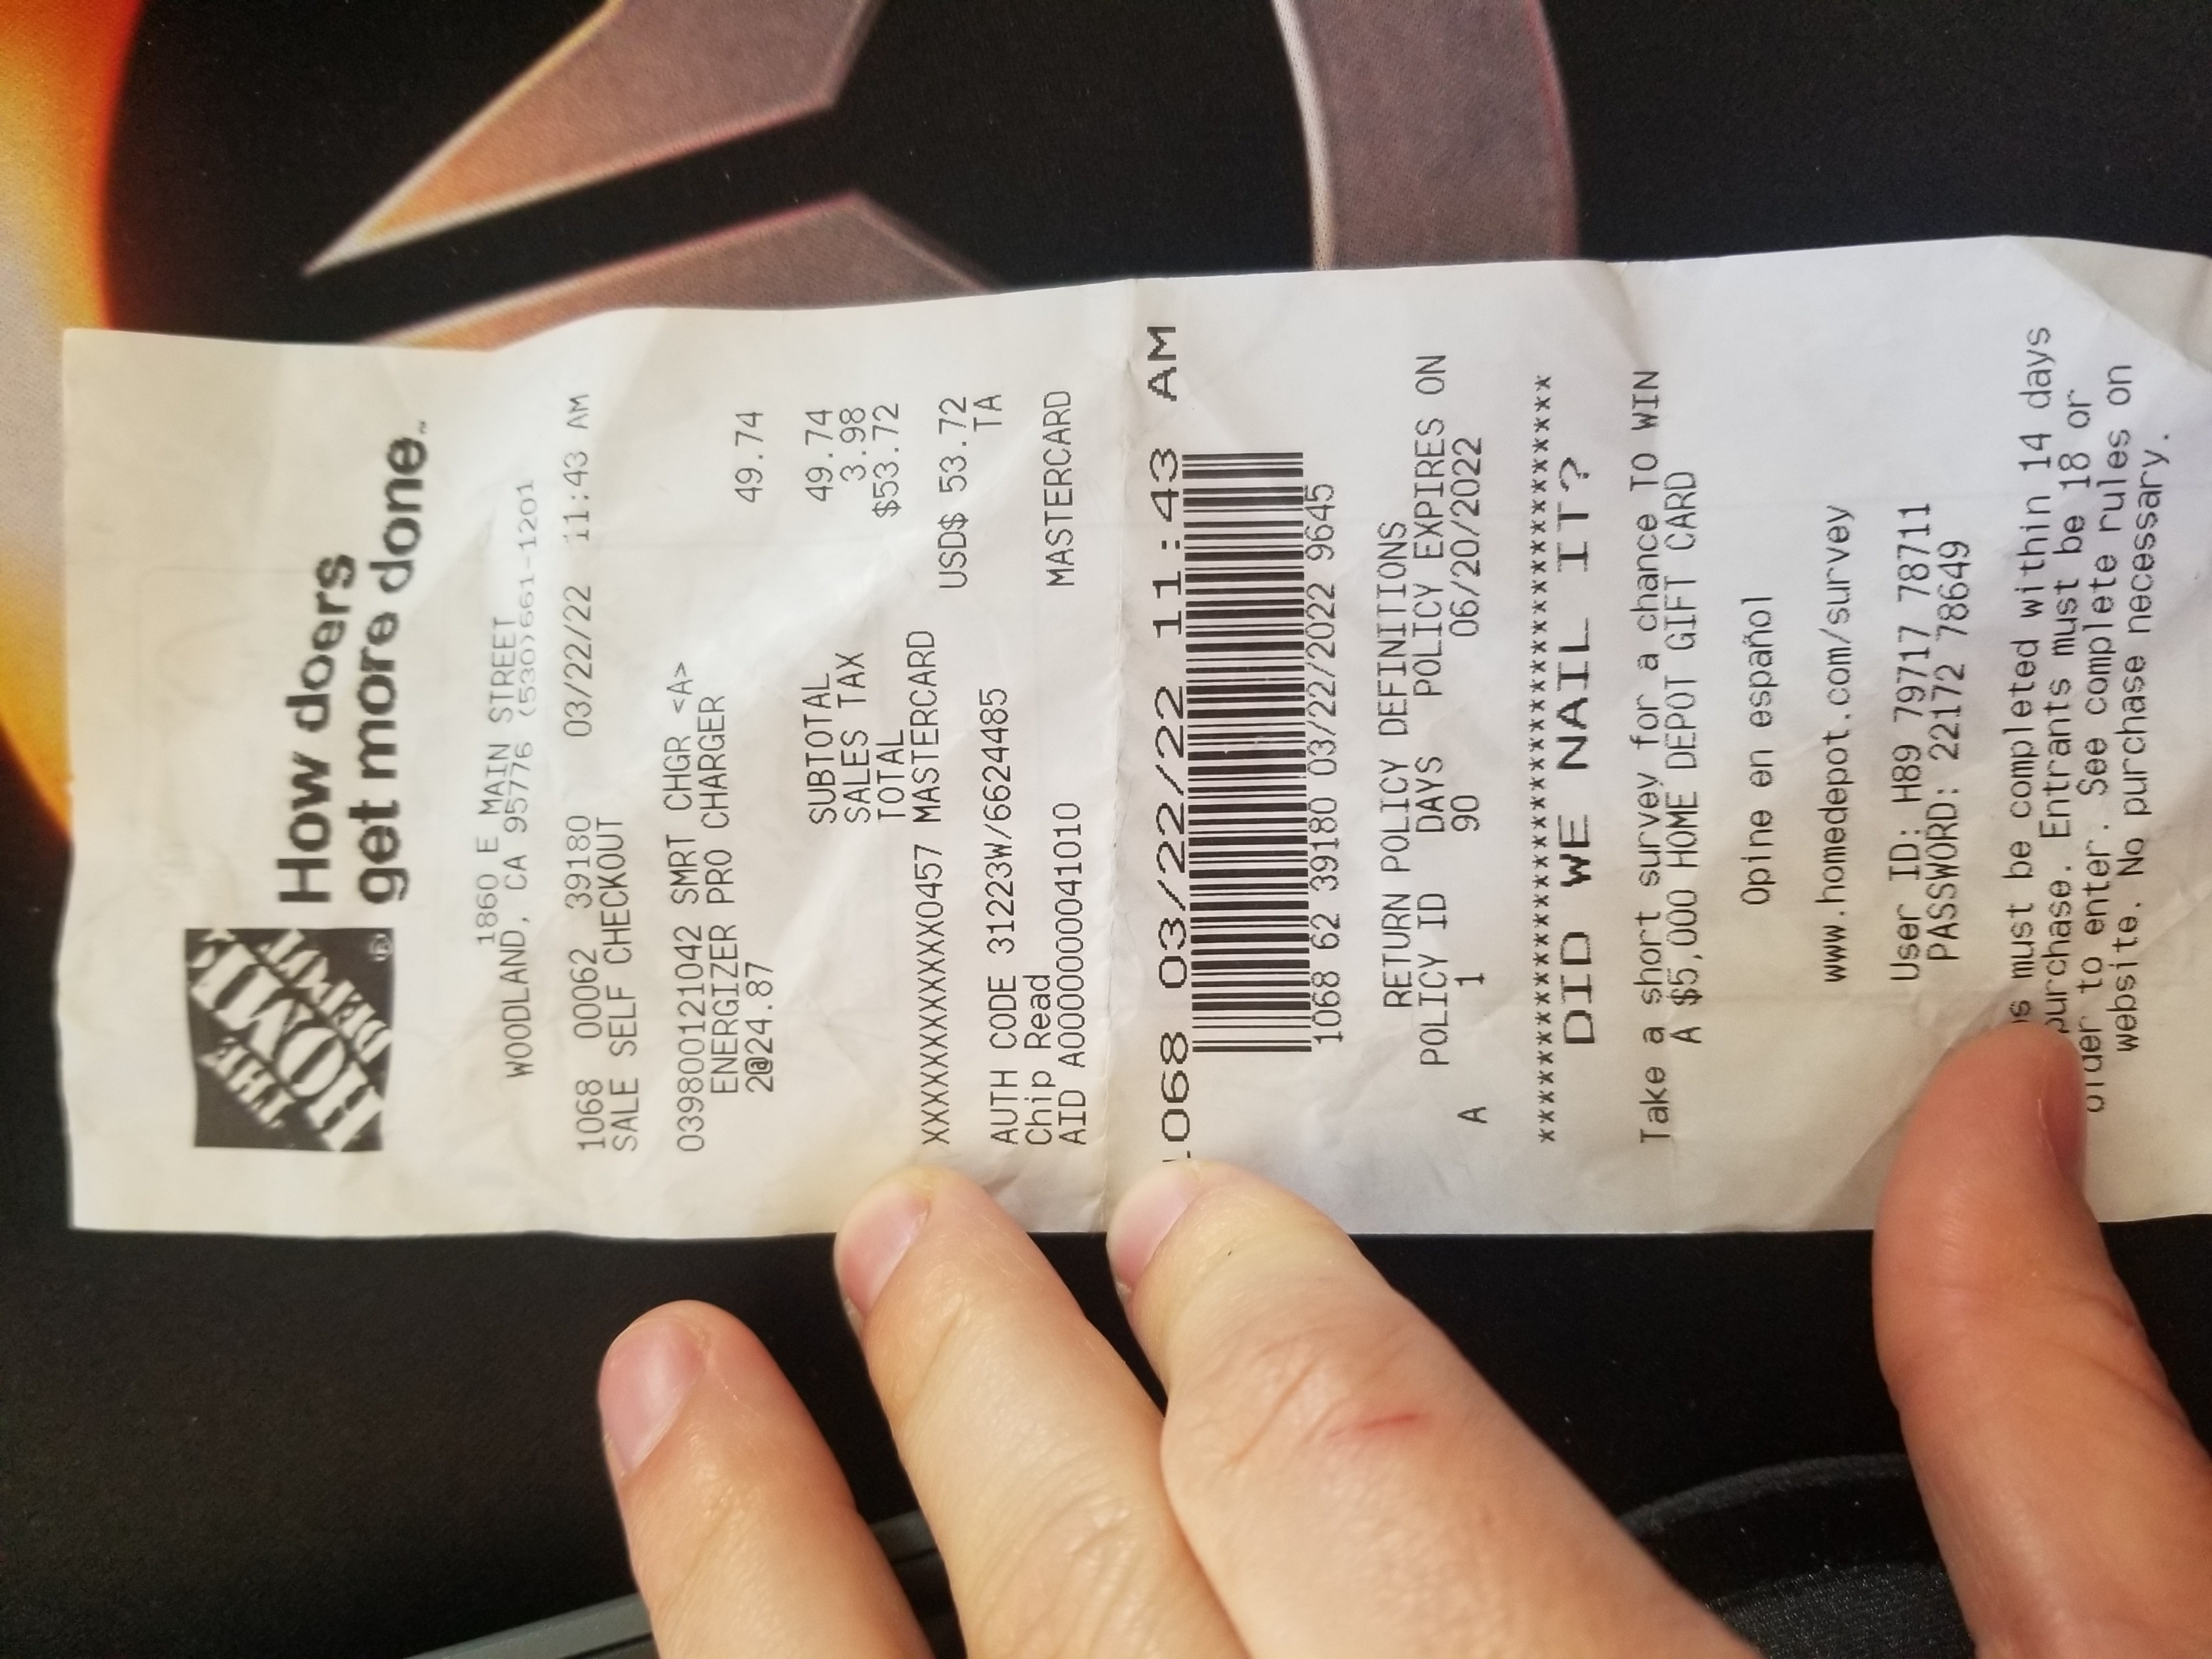 THE
HOME
DEPOT
®
How doers
get more done.™
1860 E MAIN STREET
WOODLAND, CA 95776 (530)661-1201
1068 00062 39180 03/22/22 11:43 AM
SALE SELF CHECKOUT
039800121042 SMRT CHGR <A>
ENERGIZER PRO CHARGER
2@24.87 49.74
SUBTOTAL 49.74
SALES TAX 3.98
TOTAL $53.72
XXXXXXXXXXXX0457 MASTERCARD
USD$ 53.72
AUTH CODE 31223W/6624485 TA
Chip Read
AID A0000000041010 MASTERCARD
1068 03/22/22 11:43 AM
1068 62 39180 03/22/2022 9645
RETURN POLICY DEFINITIONS
POLICY ID DAYS POLICY EXPIRES ON
A 1 90 06/20/2022
****************************************
DID WE NAIL IT?
Take a short survey for a chance TO WIN
A $5,000 HOME DEPOT GIFT CARD
Opine en español
www.homedepot.com/survey
User ID: H89 79717 78711
PASSWORD: 22172 78649
must be completed within 14 days
purchase. Entrants must be 18 or
older to enter. See complete rules on
website. No purchase necessary.